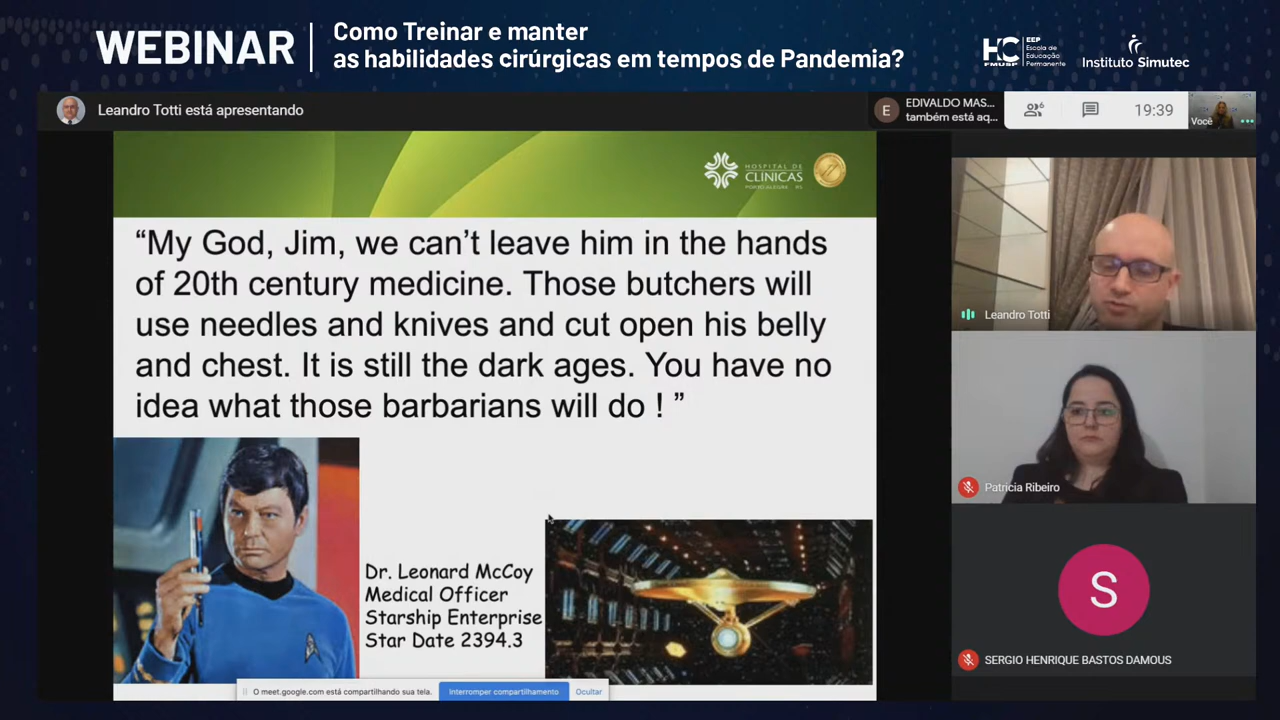 WEBINAR
Como Treinar e manter
as habilidades cirúrgicas em tempos de Pandemia?
HC
FMUSP
EEP
Escola de
Educação
Permanente
Instituto Simutec
Leandro Totti está apresentando
E
EDIVALDO MAS...
também está aq...
6
19:39
Você
HOSPITAL DE
CLINICAS
PORTO ALEGRE RS
“My God, Jim, we can’t leave him in the hands
of 20th century medicine. Those butchers will
use needles and knives and cut open his belly
and chest. It is still the dark ages. You have no
idea what those barbarians will do ! ”
Dr. Leonard McCoy
Medical Officer
Starship Enterprise
Star Date 2394.3
Leandro Totti
Patricia Ribeiro
S
SERGIO HENRIQUE BASTOS DAMOUS
O meet.google.com está compartilhando sua tela.
Interromper compartilhamento
Ocultar